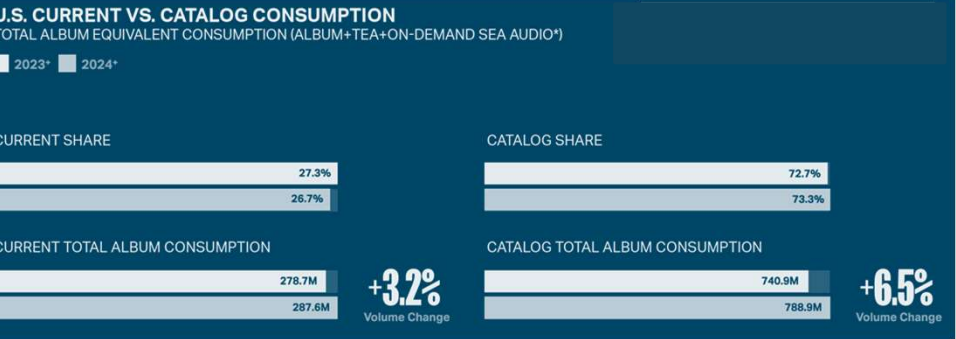 U.S. CURRENT VS. CATALOG CONSUMPTION
TOTAL ALBUM EQUIVALENT CONSUMPTION (ALBUM+TEA+ON-DEMAND SEA AUDIO*)
2023+ 2024+
CURRENT SHARE
27.3%
26.7%
CATALOG SHARE
72.7%
73.3%
CURRENT TOTAL ALBUM CONSUMPTION
278.7M
287.6M
+3.2%
Volume Change
CATALOG TOTAL ALBUM CONSUMPTION
740.9M
788.9M
+6.5%
Volume Change